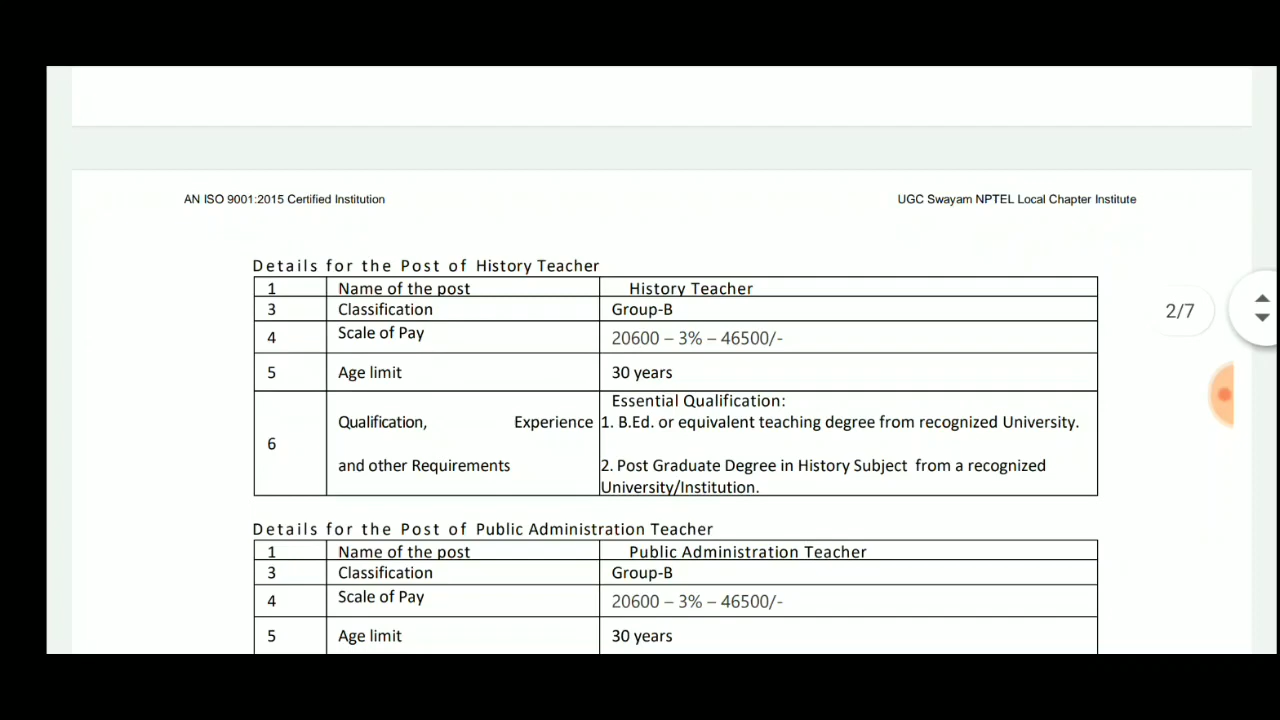 AN ISO 9001:2015 Certified Institution UGC Swayam NPTEL Local Chapter Institute
Details for the Post of History Teacher
1 Name of the post History Teacher
3 Classification Group-B
4 Scale of Pay 20600 – 3% – 46500/-
2/7
5 Age limit 30 years
6 Qualification, Experience and other Requirements
Essential Qualification:
1. B.Ed. or equivalent teaching degree from recognized University.
2. Post Graduate Degree in History Subject from a recognized
University/Institution.
Details for the Post of Public Administration Teacher
1 Name of the post Public Administration Teacher
3 Classification Group-B
4 Scale of Pay 20600 – 3% – 46500/-
5 Age limit 30 years